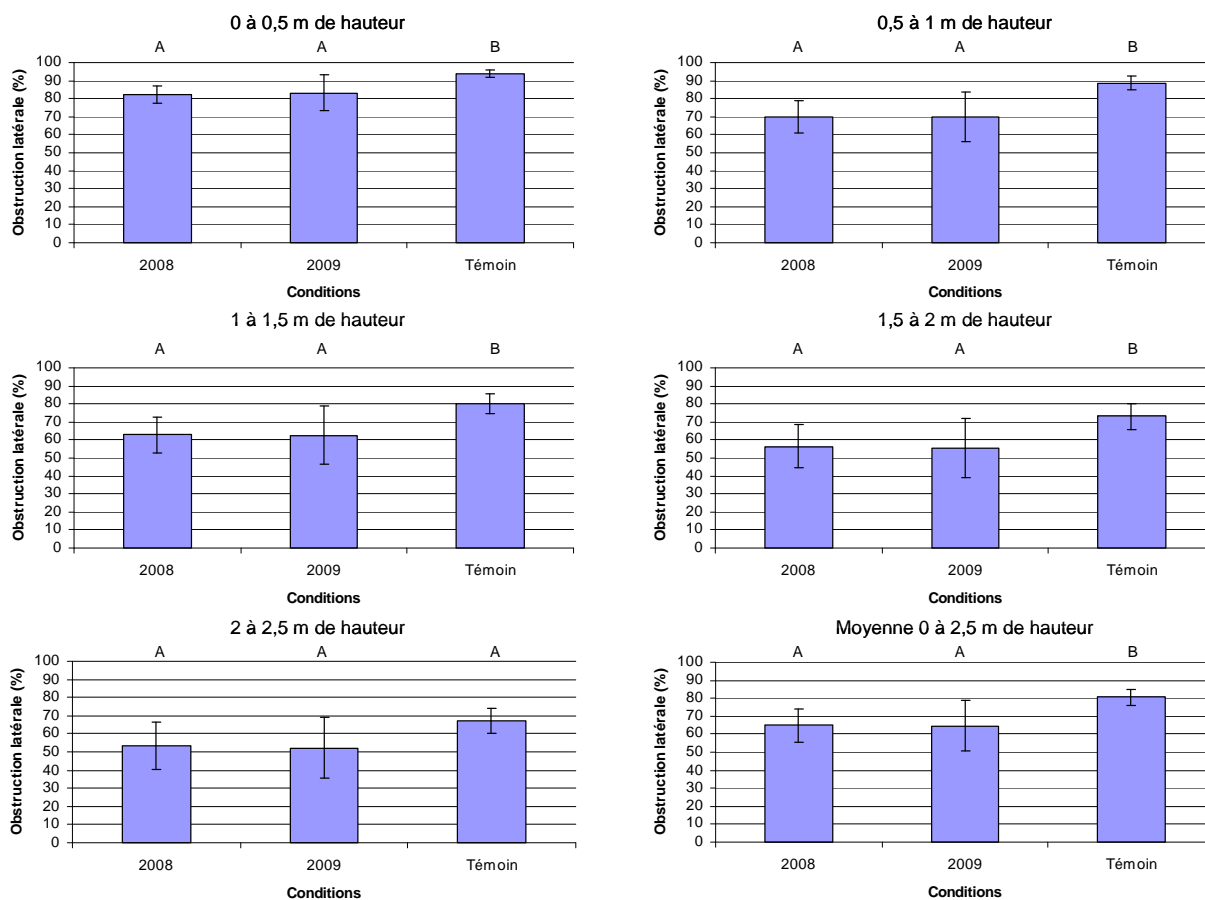 0 à 0,5 m de hauteur
A A B
Obstruction latérale (%)
100
90
80
70
60
50
40
30
20
10
0
2008 2009 Témoin
Conditions
0,5 à 1 m de hauteur
A A B
Obstruction latérale (%)
100
90
80
70
60
50
40
30
20
10
0
2008 2009 Témoin
Conditions
1 à 1,5 m de hauteur
A A B
Obstruction latérale (%)
100
90
80
70
60
50
40
30
20
10
0
2008 2009 Témoin
Conditions
1,5 à 2 m de hauteur
A A B
Obstruction latérale (%)
100
90
80
70
60
50
40
30
20
10
0
2008 2009 Témoin
Conditions
2 à 2,5 m de hauteur
A A A
Obstruction latérale (%)
100
90
80
70
60
50
40
30
20
10
0
2008 2009 Témoin
Conditions
Moyenne 0 à 2,5 m de hauteur
A A B
Obstruction latérale (%)
100
90
80
70
60
50
40
30
20
10
0
2008 2009 Témoin
Conditions